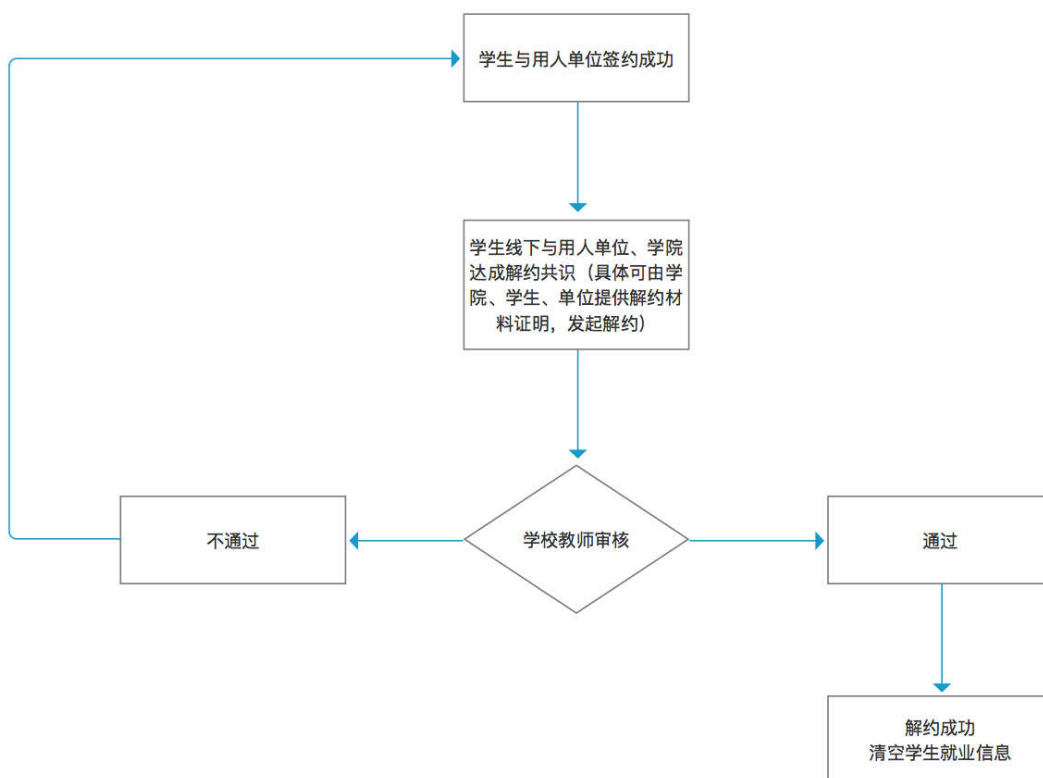 学生与用人单位签约成功
学生线下与用人单位、学院
达成解约共识（具体可由学
院、学生、单位提供解约材
料证明，发起解约）
不通过
学校教师审核
通过
解约成功
清空学生就业信息